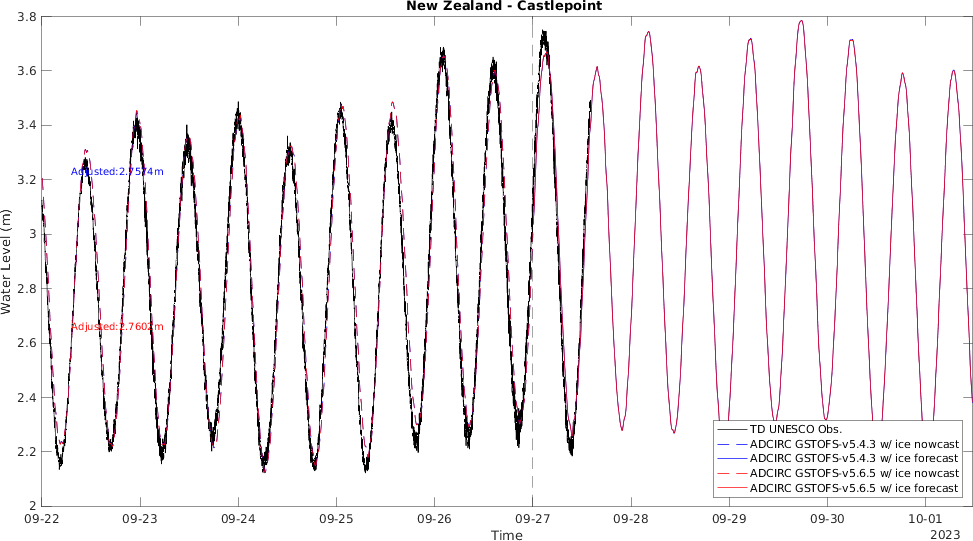 New Zealand - Castlepoint
3.8
3.6
3.4
3.2
3
2.8
2.6
2.4
2.2
2
Water Level (m)
Adjusted:2.7574m
Adjusted:2.7602m
TD UNESCO Obs.
ADCIRC GSTOFS-v5.4.3 w/ ice nowcast
ADCIRC GSTOFS-v5.4.3 w/ ice forecast
ADCIRC GSTOFS-v5.6.5 w/ ice nowcast
ADCIRC GSTOFS-v5.6.5 w/ ice forecast
09-22 09-23 09-24 09-25 09-26 09-27 09-28 09-29 09-30 10-01
Time
2023